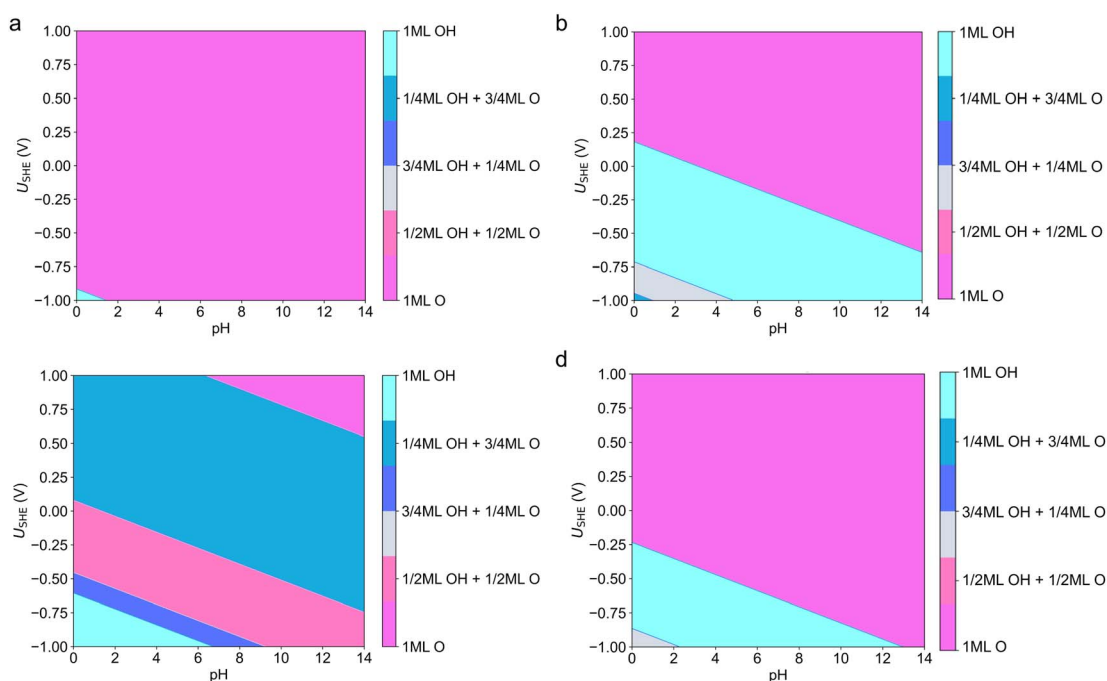 a
1.00
0.75
0.50
0.25
0.00
−0.25
−0.50
−0.75
−1.00
U_SHE (V)
0 2 4 6 8 10 12 14
pH
1ML OH
1/4ML OH + 3/4ML O
3/4ML OH + 1/4ML O
1/2ML OH + 1/2ML O
1ML O
b
1.00
0.75
0.50
0.25
0.00
−0.25
−0.50
−0.75
−1.00
U_SHE (V)
0 2 4 6 8 10 12 14
pH
1ML OH
1/4ML OH + 3/4ML O
3/4ML OH + 1/4ML O
1/2ML OH + 1/2ML O
1ML O
1.00
0.75
0.50
0.25
0.00
−0.25
−0.50
−0.75
−1.00
U_SHE (V)
0 2 4 6 8 10 12 14
pH
1ML OH
1/4ML OH + 3/4ML O
3/4ML OH + 1/4ML O
1/2ML OH + 1/2ML O
1ML O
d
1.00
0.75
0.50
0.25
0.00
−0.25
−0.50
−0.75
−1.00
U_SHE (V)
0 2 4 6 8 10 12 14
pH
1ML OH
1/4ML OH + 3/4ML O
3/4ML OH + 1/4ML O
1/2ML OH + 1/2ML O
1ML O